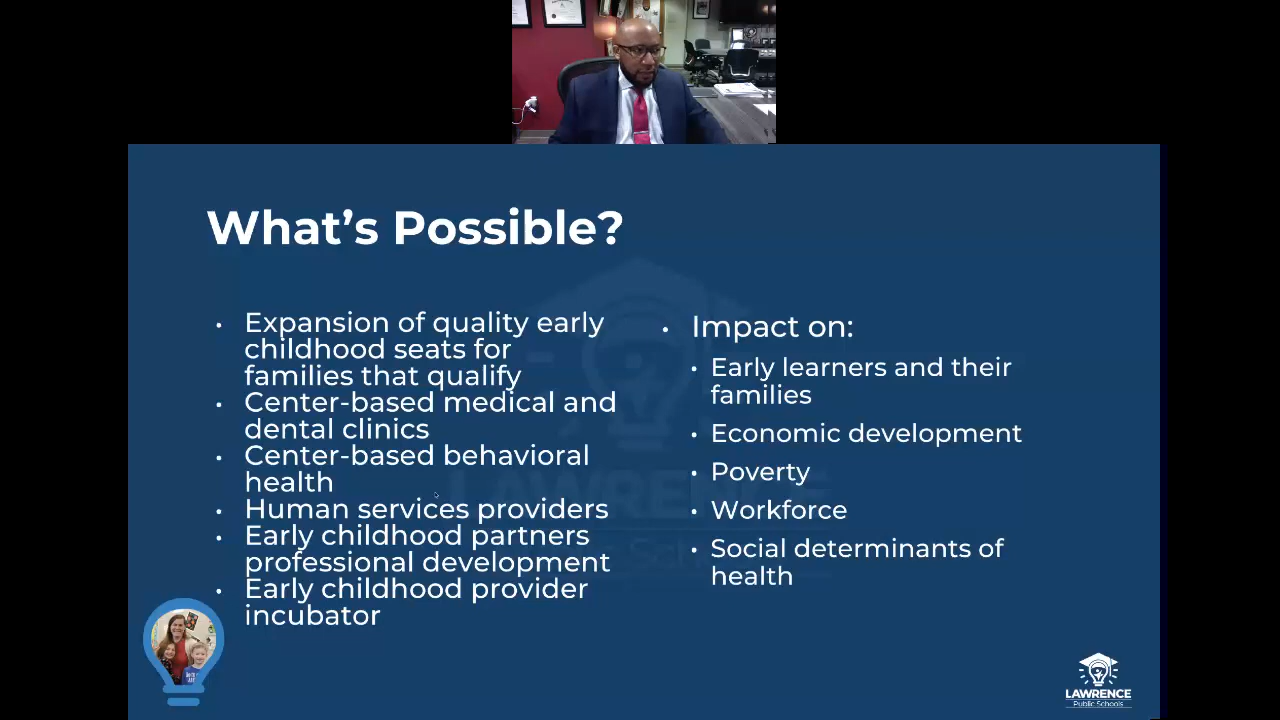 What's Possible?
• Expansion of quality early
childhood seats for
families that qualify
• Center-based medical and
dental clinics
• Center-based behavioral
health
• Human services providers
• Early childhood partners
professional development
• Early childhood provider
incubator
• Impact on:
• Early learners and their
families
• Economic development
• Poverty
• Workforce
• Social determinants of
health
LAWRENCE
Public Schools